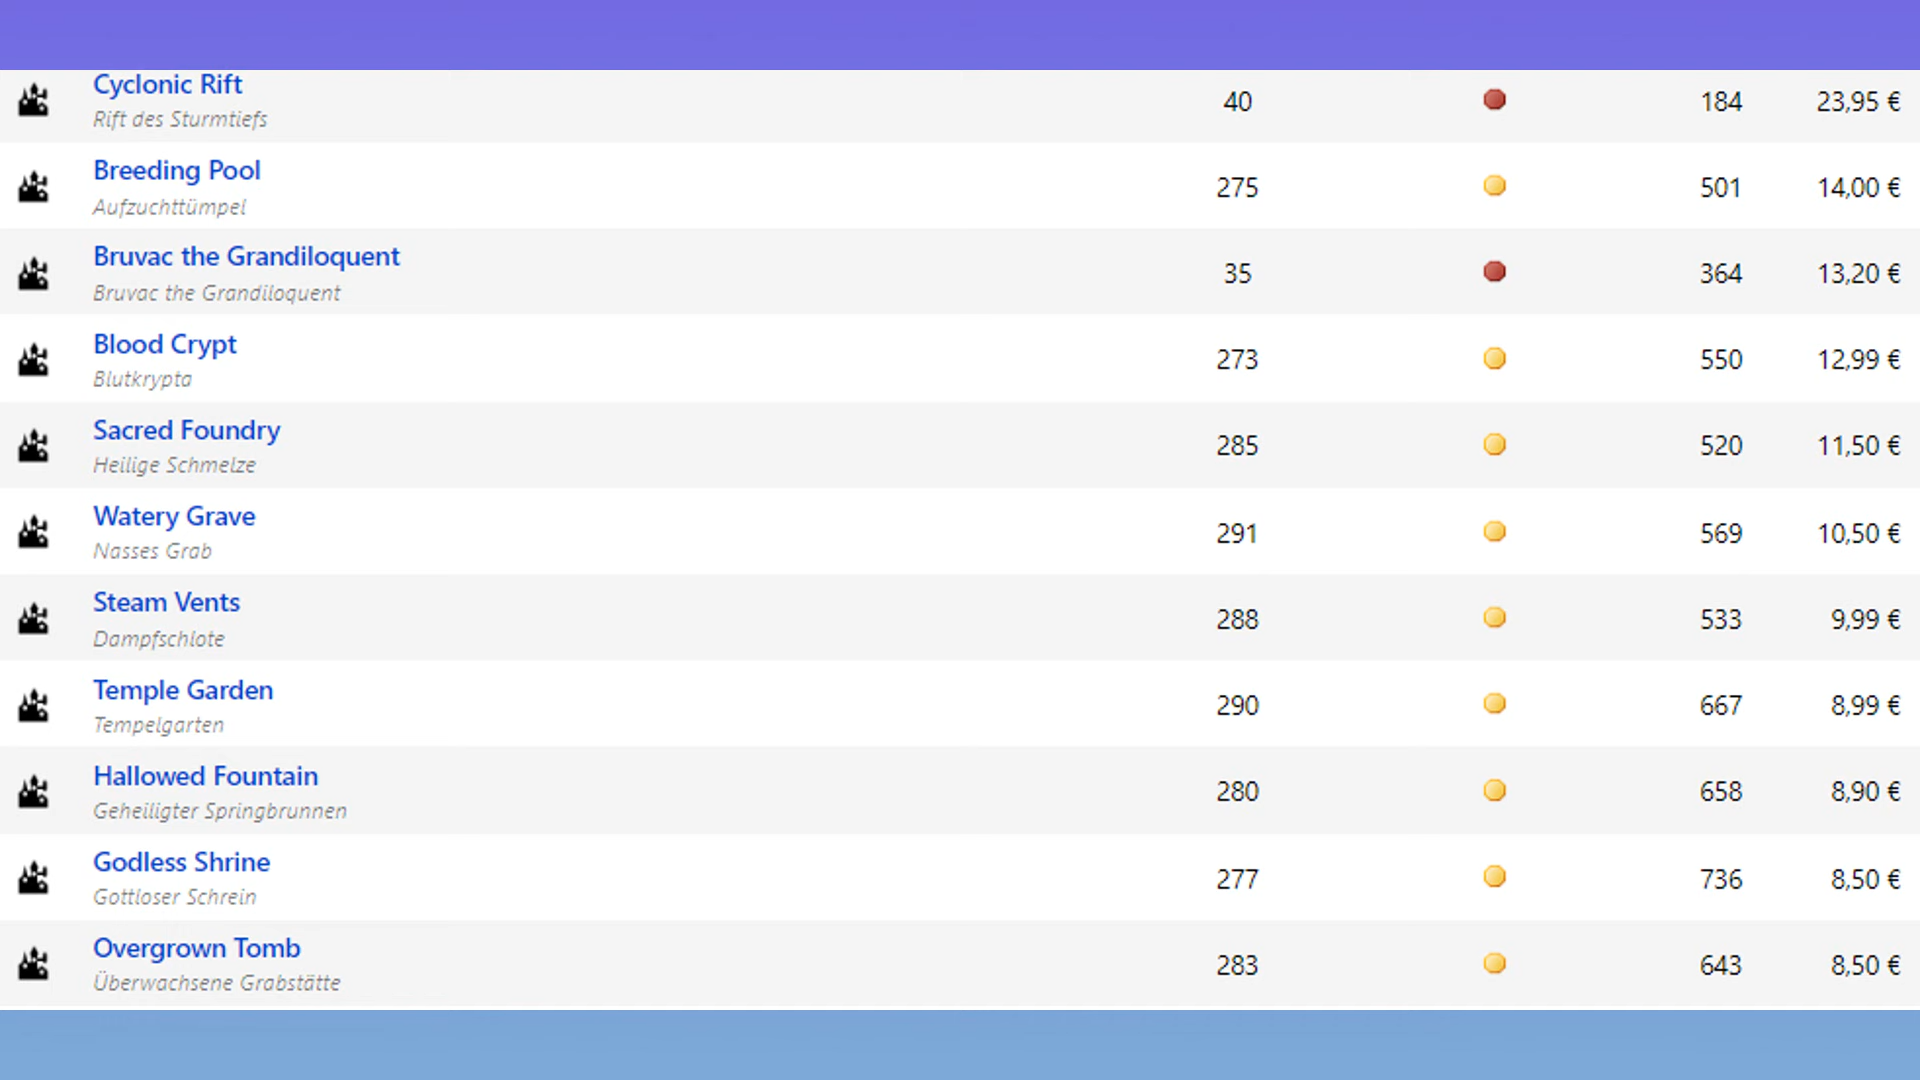 Cyclonic Rift
Rift des Sturmtiefs
40 184 23,95 €
Breeding Pool
Aufzuchttümpel
275 501 14,00 €
Bruvac the Grandiloquent
Bruvac the Grandiloquent
35 364 13,20 €
Blood Crypt
Blutkrypta
273 550 12,99 €
Sacred Foundry
Heilige Schmelze
285 520 11,50 €
Watery Grave
Nasses Grab
291 569 10,50 €
Steam Vents
Dampfschlote
288 533 9,99 €
Temple Garden
Tempelgarten
290 667 8,99 €
Hallowed Fountain
Geheiligter Springbrunnen
280 658 8,90 €
Godless Shrine
Gottloser Schrein
277 736 8,50 €
Overgrown Tomb
Überwachsene Grabstätte
283 643 8,50 €